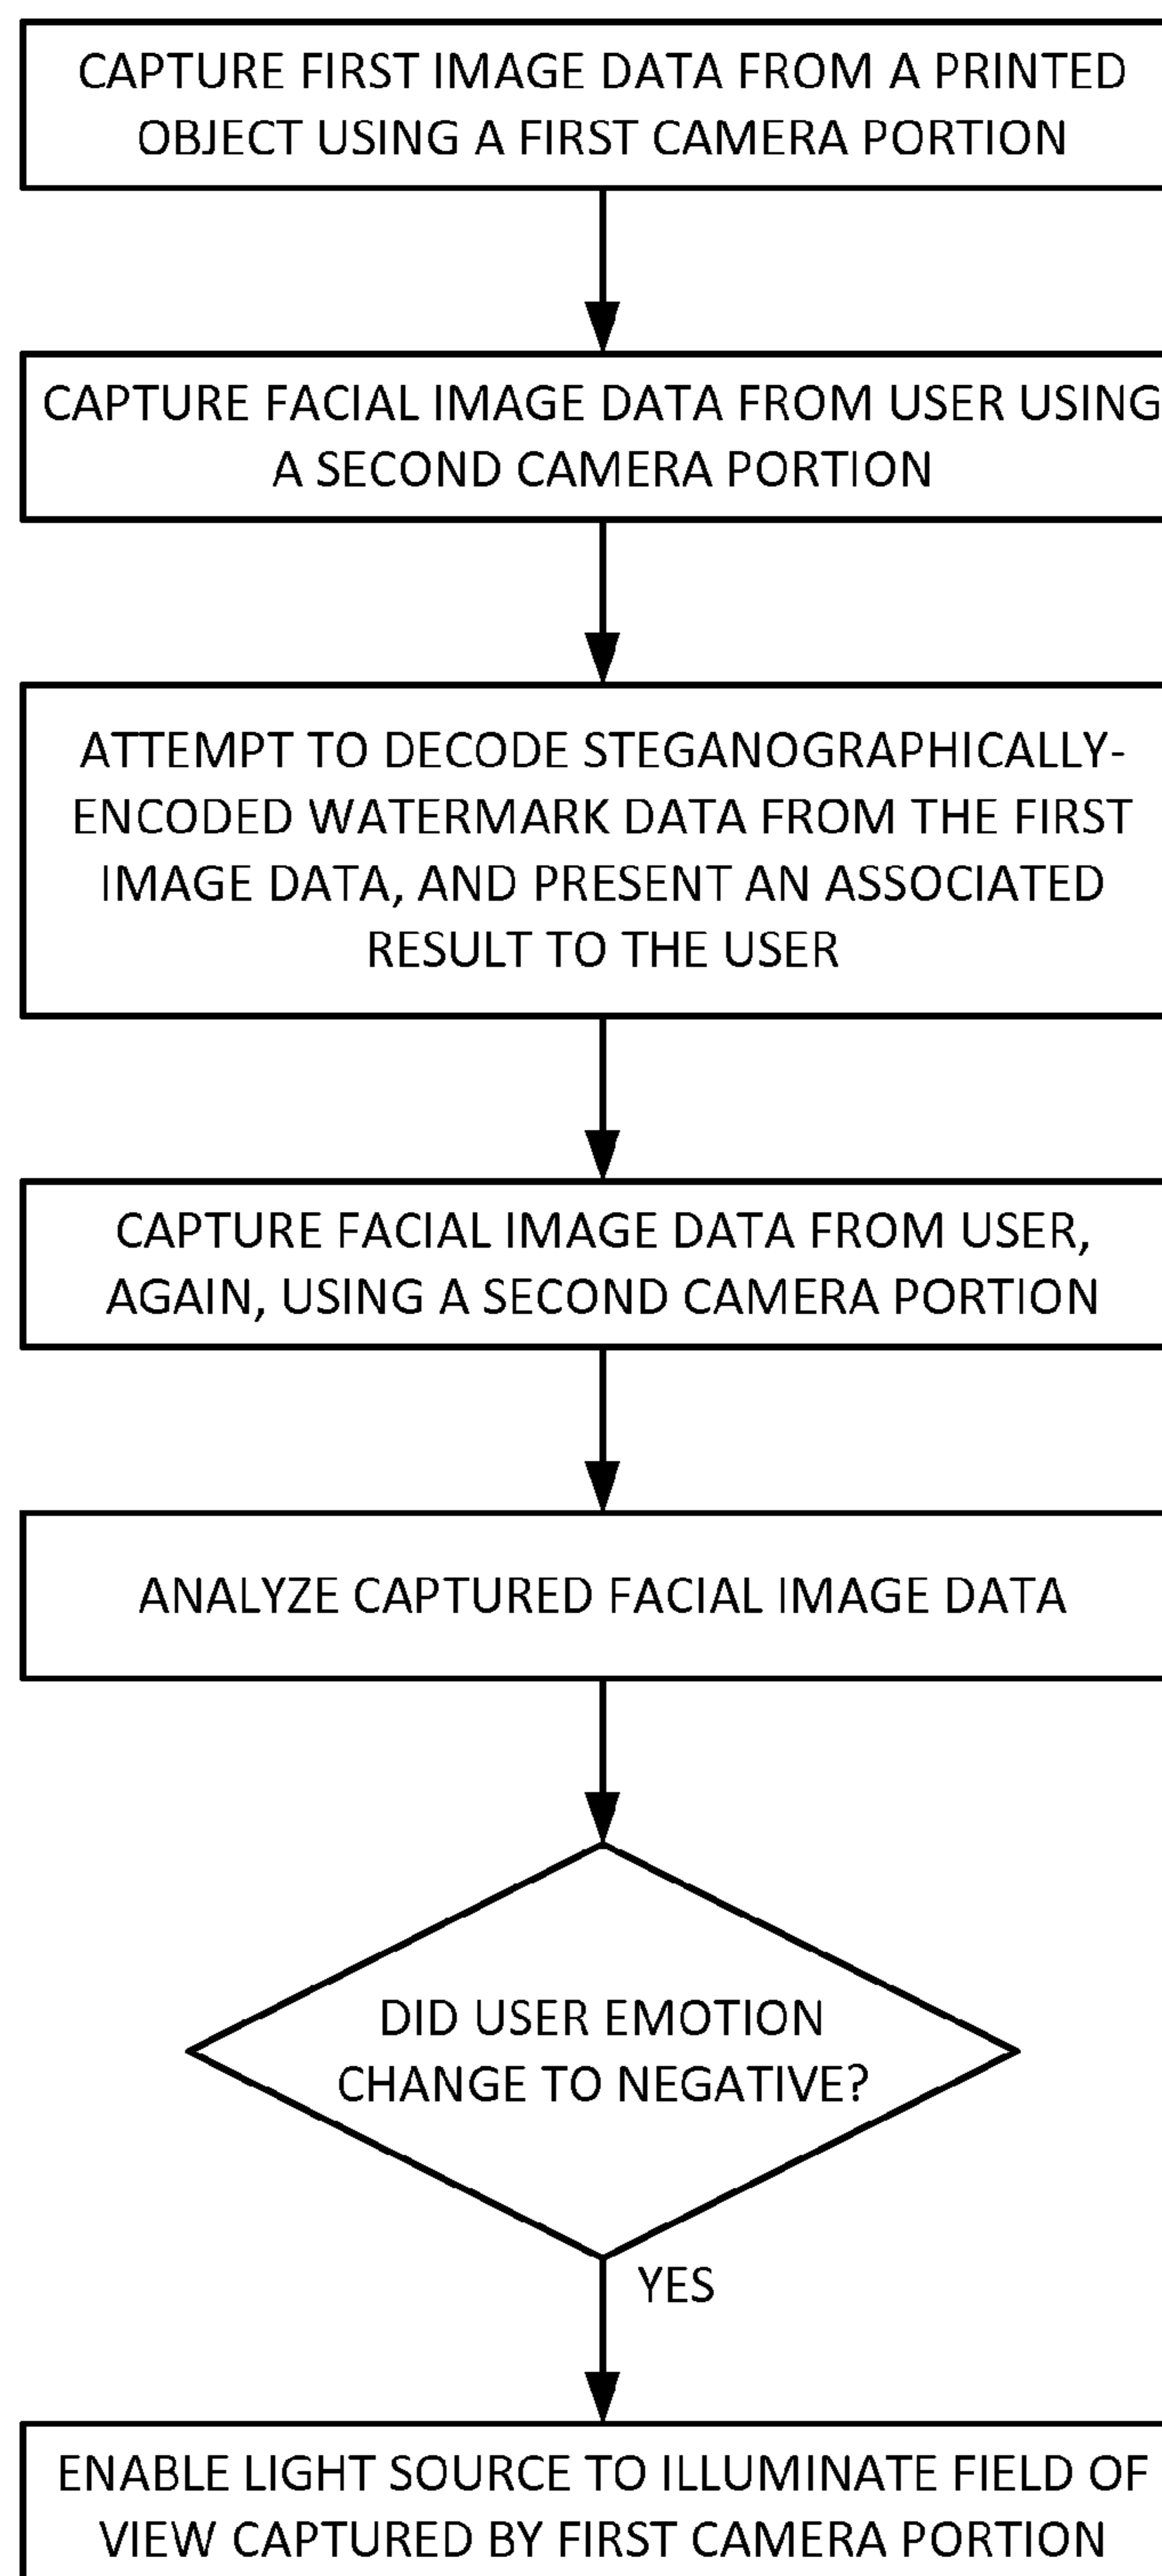 CAPTURE FIRST IMAGE DATA FROM A PRINTED
OBJECT USING A FIRST CAMERA PORTION
CAPTURE FACIAL IMAGE DATA FROM USER USING
A SECOND CAMERA PORTION
ATTEMPT TO DECODE STEGANOGRAPHICALLY-
ENCODED WATERMARK DATA FROM THE FIRST
IMAGE DATA, AND PRESENT AN ASSOCIATED
RESULT TO THE USER
CAPTURE FACIAL IMAGE DATA FROM USER,
AGAIN, USING A SECOND CAMERA PORTION
ANALYZE CAPTURED FACIAL IMAGE DATA
DID USER EMOTION
CHANGE TO NEGATIVE?
YES
ENABLE LIGHT SOURCE TO ILLUMINATE FIELD OF
VIEW CAPTURED BY FIRST CAMERA PORTION